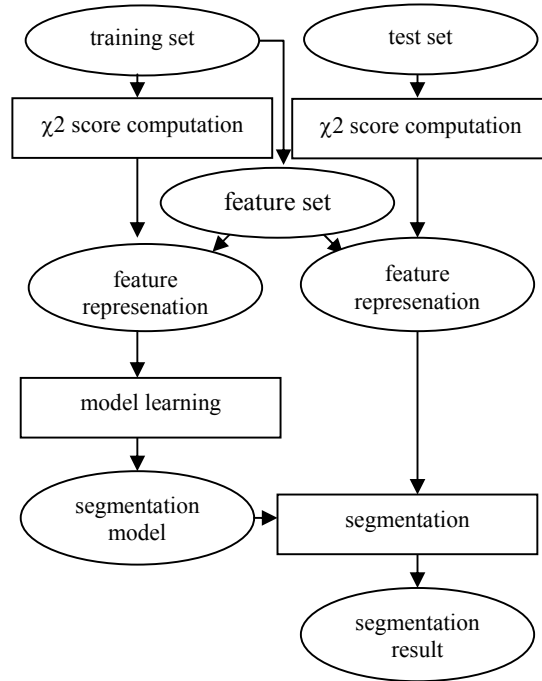 training set
test set
χ2 score computation
χ2 score computation
feature set
feature
represenation
feature
represenation
model learning
segmentation
model
segmentation
segmentation
result